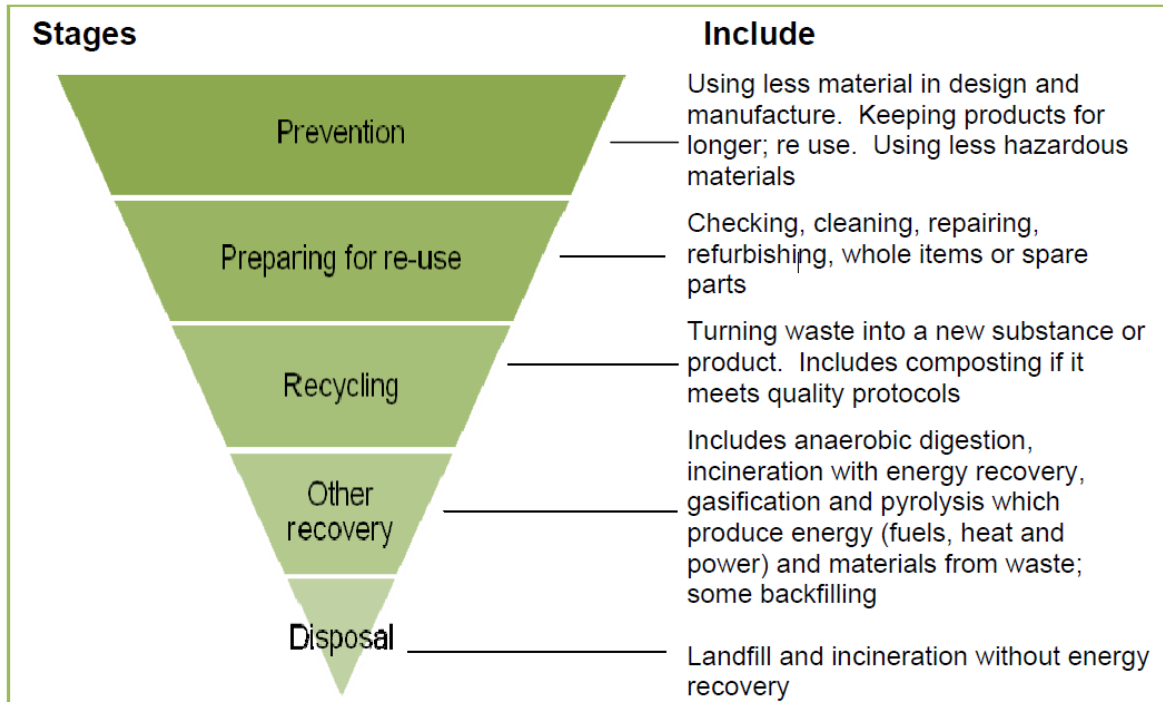 Stages
Include
Prevention
Using less material in design and
manufacture.  Keeping products for
longer; re use.  Using less hazardous
materials
Preparing for re-use
Checking, cleaning, repairing,
refurbishing, whole items or spare
parts
Recycling
Turning waste into a new substance or
product.  Includes composting if it
meets quality protocols
Other
recovery
Includes anaerobic digestion,
incineration with energy recovery,
gasification and pyrolysis which
produce energy (fuels, heat and
power) and materials from waste;
some backfilling
Disposal
Landfill and incineration without energy
recovery